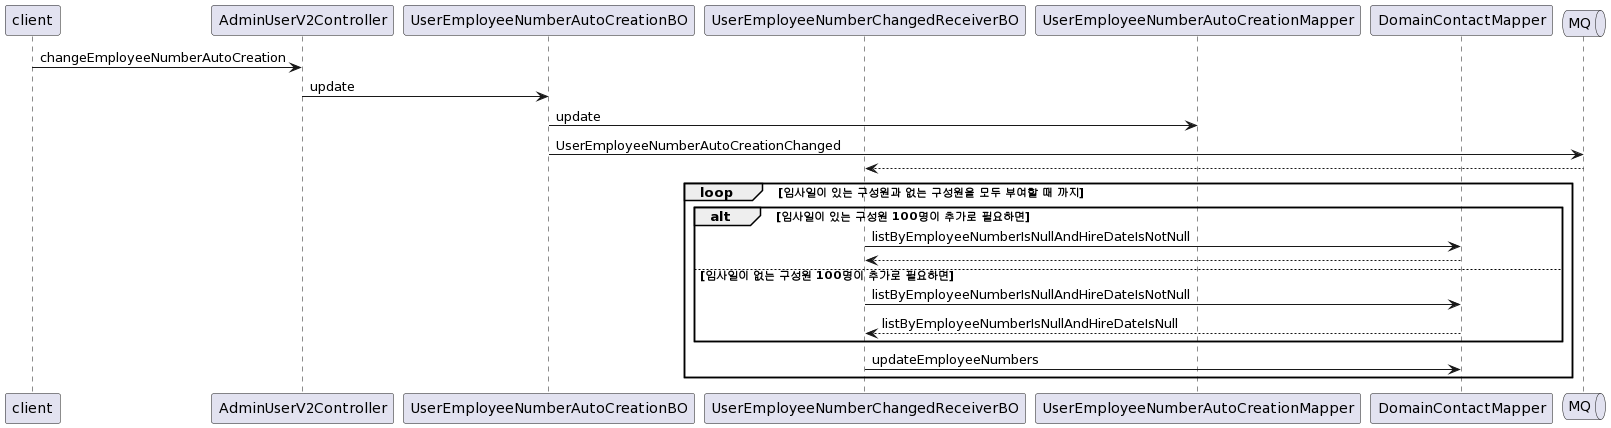 client AdminUserV2Controller UserEmployeeNumberAutoCreationBO UserEmployeeNumberChangedReceiverBO UserEmployeeNumberAutoCreationMapper DomainContactMapper MQ
changeEmployeeNumberAutoCreation
update
update
UserEmployeeNumberAutoCreationChanged
loop [임사일이 있는 구성원과 없는 구성원을 모두 부여할 때 까지]
alt [임사일이 있는 구성원 100명이 추가로 필요하면]
listByEmployeeNumberIsNullAndHireDateIsNotNull
[임사일이 없는 구성원 100명이 추가로 필요하면]
listByEmployeeNumberIsNullAndHireDateIsNotNull
listByEmployeeNumberIsNullAndHireDateIsNull
updateEmployeeNumbers
client AdminUserV2Controller UserEmployeeNumberAutoCreationBO UserEmployeeNumberChangedReceiverBO UserEmployeeNumberAutoCreationMapper DomainContactMapper MQ